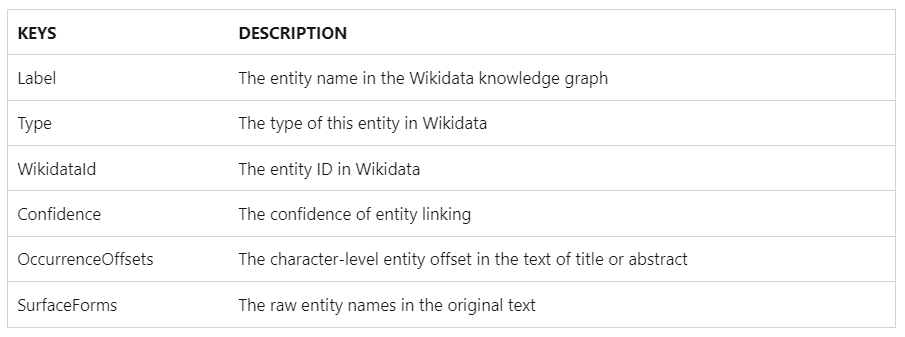 KEYS DESCRIPTION
Label The entity name in the Wikidata knowledge graph
Type The type of this entity in Wikidata
WikidataId The entity ID in Wikidata
Confidence The confidence of entity linking
OccurrenceOffsets The character-level entity offset in the text of title or abstract
SurfaceForms The raw entity names in the original text